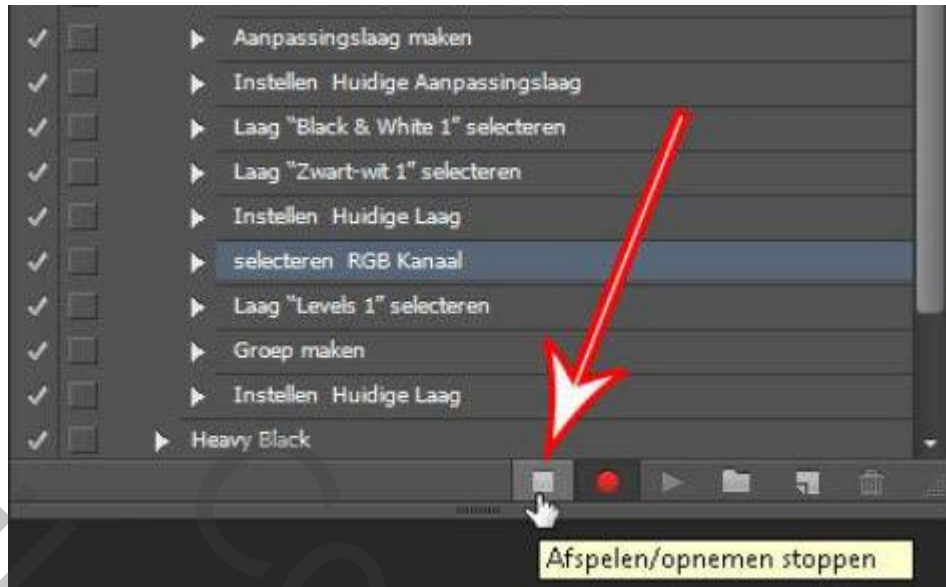 Aanpassingslaag maken
Instellen Huidige Aanpassingslaag
Laag "Black & White 1" selecteren
Laag "Zwart-wit 1" selecteren
Instellen Huidige Laag
selecteren RGB Kanaal
Laag "Levels 1" selecteren
Groep maken
Instellen Huidige Laag
Heavy Black
Afspelen/opnemen stoppen